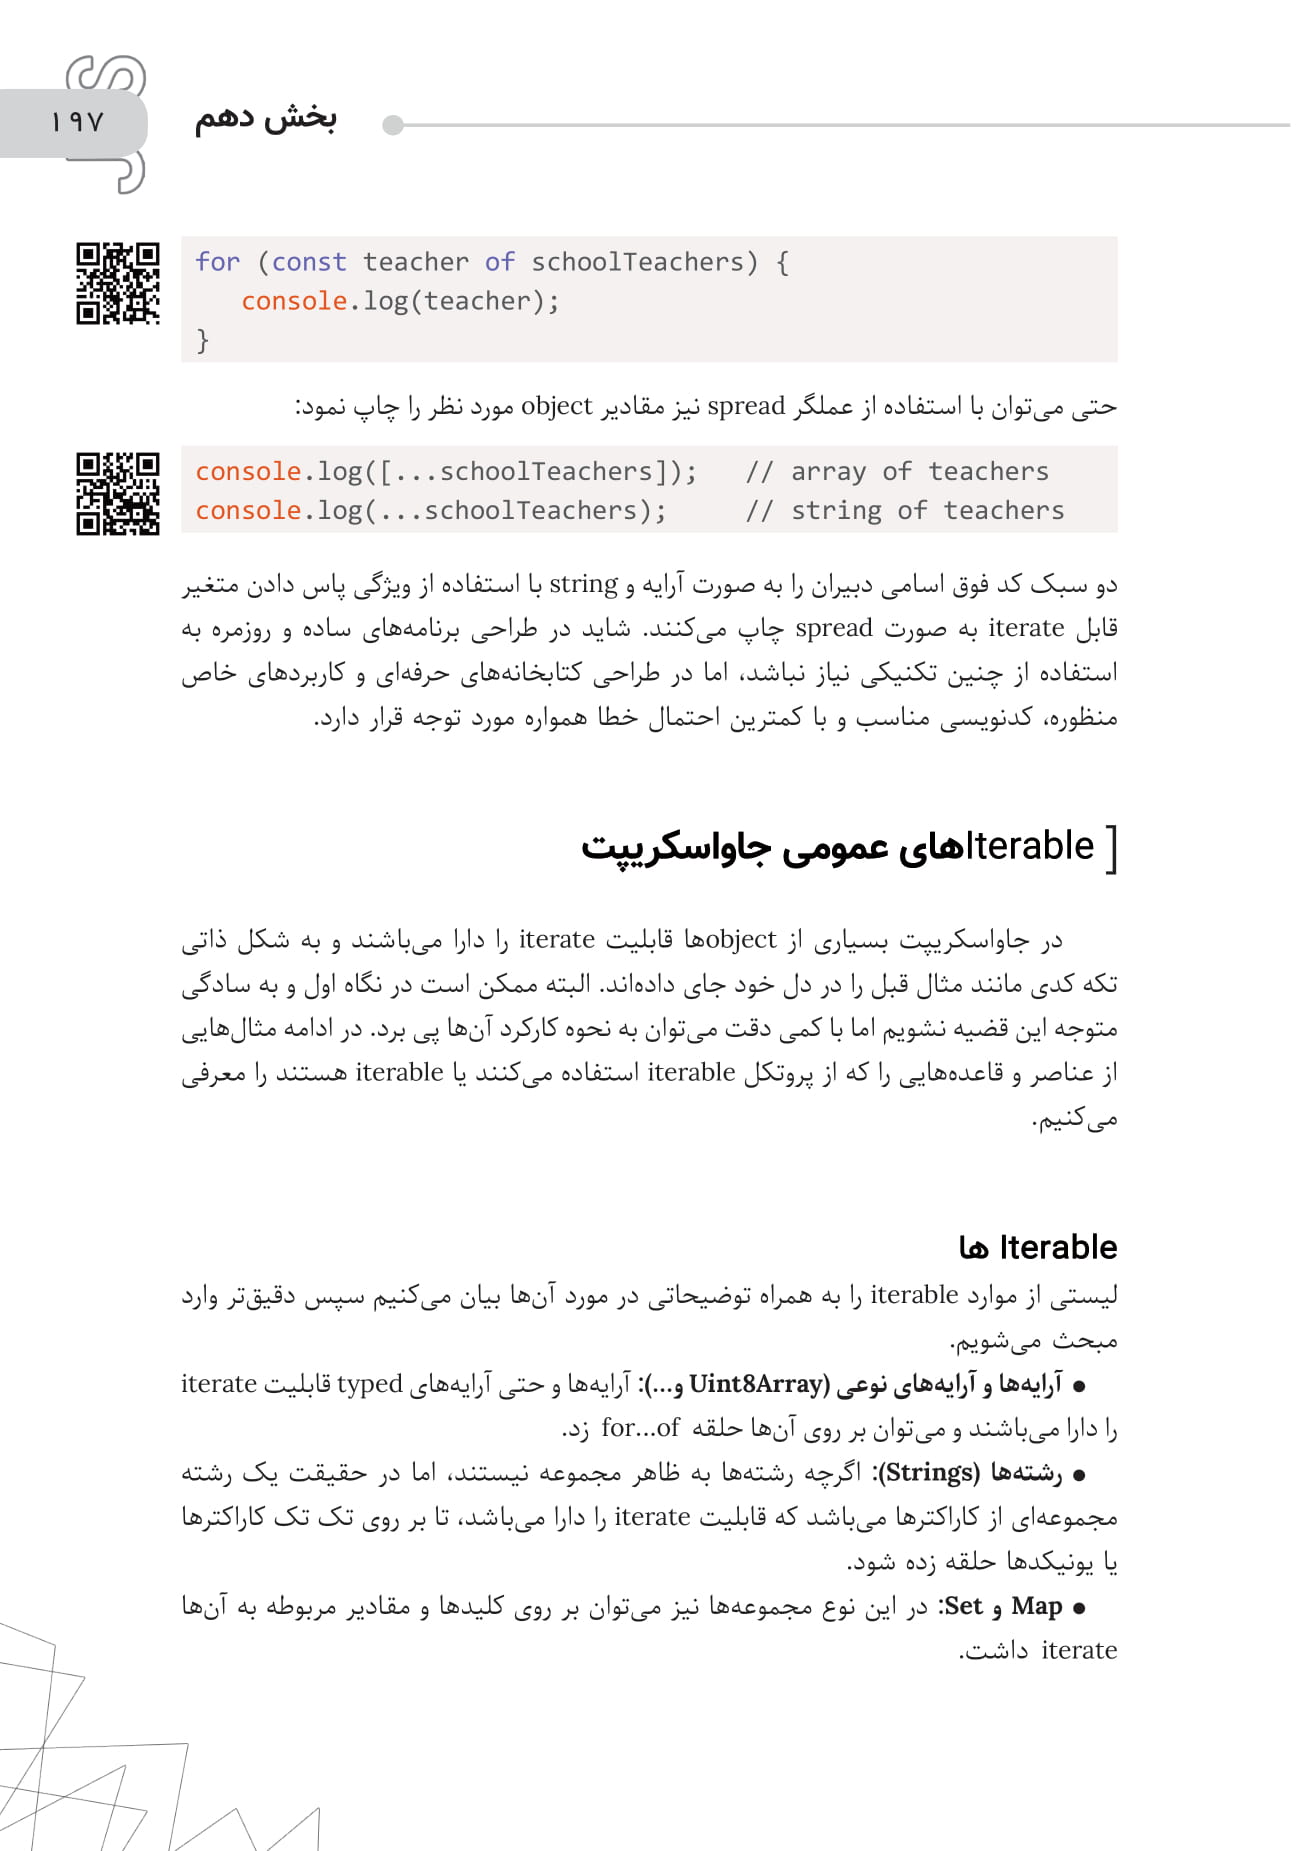 JS
۱۹۷
بخش دهم
for (const teacher of schoolTeachers) {
console.log(teacher);
}
حتی می‌توان با استفاده از عملگر spread نیز مقادیر object مورد نظر را چاپ نمود:
console.log([...schoolTeachers]); // array of teachers
console.log(...schoolTeachers); // string of teachers
دو سبک کد فوق اسامی دبیران را به صورت آرایه و string با استفاده از ویژگی پاس دادن متغیر
قابل iterate به صورت spread چاپ می‌کنند. شاید در طراحی برنامه‌های ساده و روزمره به
استفاده از چنین تکنیکی نیاز نباشد، اما در طراحی کتابخانه‌های حرفه‌ای و کاربردهای خاص
منظوره، کدنویسی مناسب و با کمترین احتمال خطا همواره مورد توجه قرار دارد.
[ Iterableهای عمومی جاواسکریپت
در جاواسکریپت بسیاری از objectها قابلیت iterate را دارا می‌باشند و به شکل ذاتی
تکه کدی مانند مثال قبل را در دل خود جای داده‌اند. البته ممکن است در نگاه اول و به سادگی
متوجه این قضیه نشویم اما با کمی دقت می‌توان به نحوه کارکرد آن‌ها پی برد. در ادامه مثال‌هایی
از عناصر و قاعده‌هایی را که از پروتکل iterable استفاده می‌کنند یا iterable هستند را معرفی
می‌کنیم.
Iterable ها
لیستی از موارد iterable را به همراه توضیحاتی در مورد آن‌ها بیان می‌کنیم سپس دقیق‌تر وارد
مبحث می‌شویم.
● آرایه‌ها و آرایه‌های نوعی (Uint8Array و...): آرایه‌ها و حتی آرایه‌های typed قابلیت iterate
را دارا می‌باشند و می‌توان بر روی آن‌ها حلقه for...of زد.
● رشته‌ها (Strings): اگرچه رشته‌ها به ظاهر مجموعه نیستند، اما در حقیقت یک رشته
مجموعه‌ای از کاراکترها می‌باشد که قابلیت iterate را دارا می‌باشد، تا بر روی تک تک کاراکترها
یا یونیکدها حلقه زده شود.
● Map و Set: در این نوع مجموعه‌ها نیز می‌توان بر روی کلیدها و مقادیر مربوطه به آن‌ها
iterate داشت.